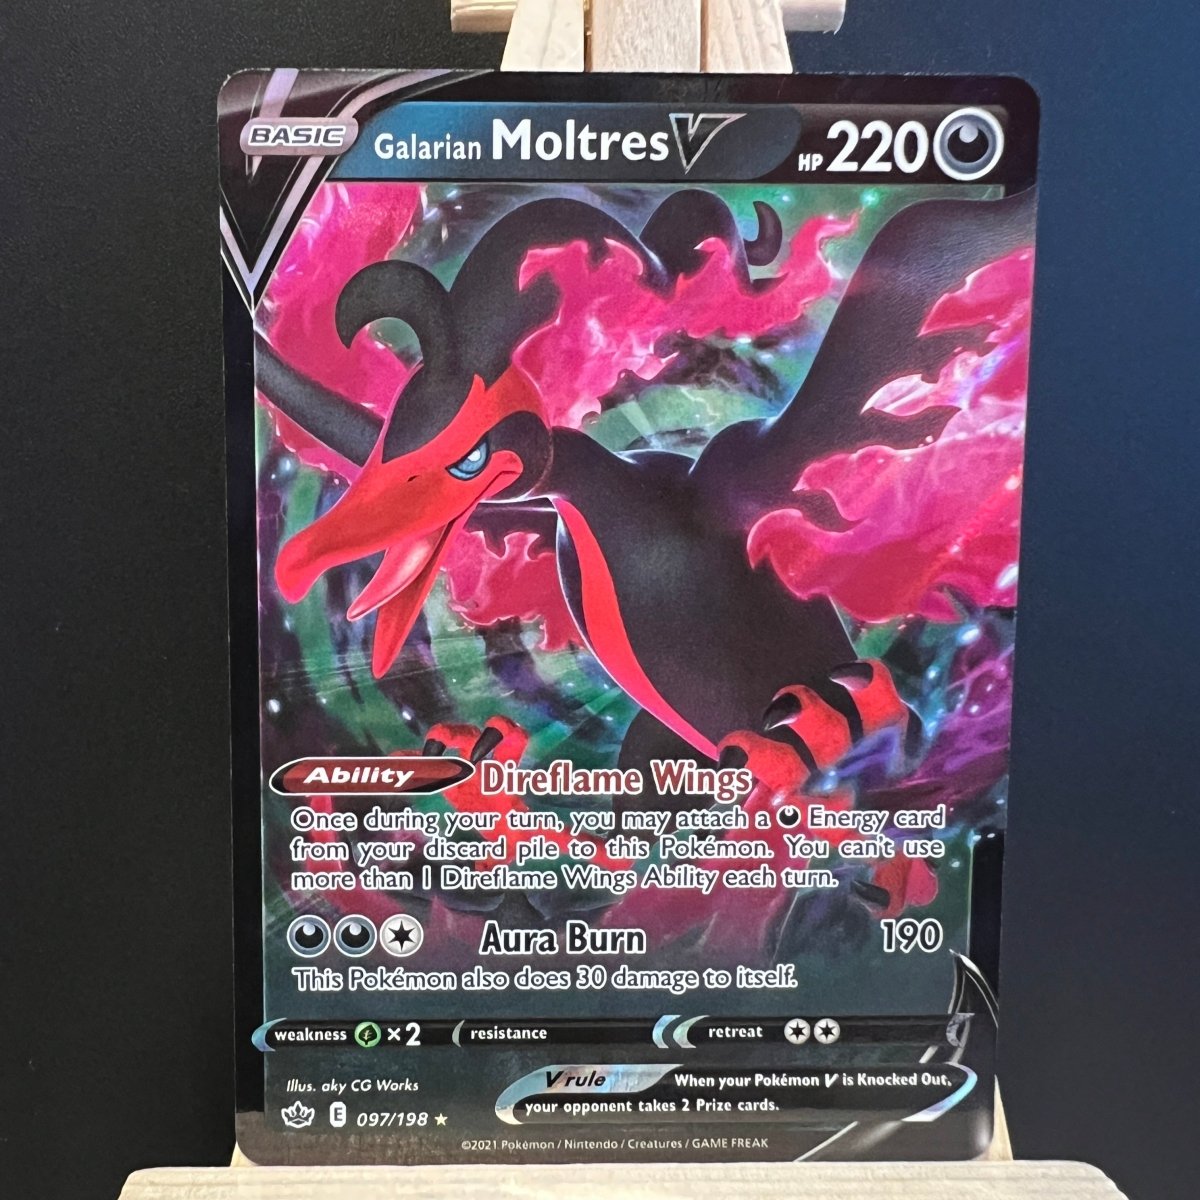 BASIC Galarian Moltres V HP 220
Ability Direflame Wings
Once during your turn, you may attach a Energy card
from your discard pile to this Pokémon. You can't use
more than 1 Direflame Wings Ability each turn.
Aura Burn 190
This Pokémon also does 30 damage to itself.
weakness ×2 resistance retreat
Illus. aky CG Works
V rule When your Pokémon V is Knocked Out,
your opponent takes 2 Prize cards.
E 097/198 ★
©2021 Pokémon / Nintendo / Creatures / GAME FREAK